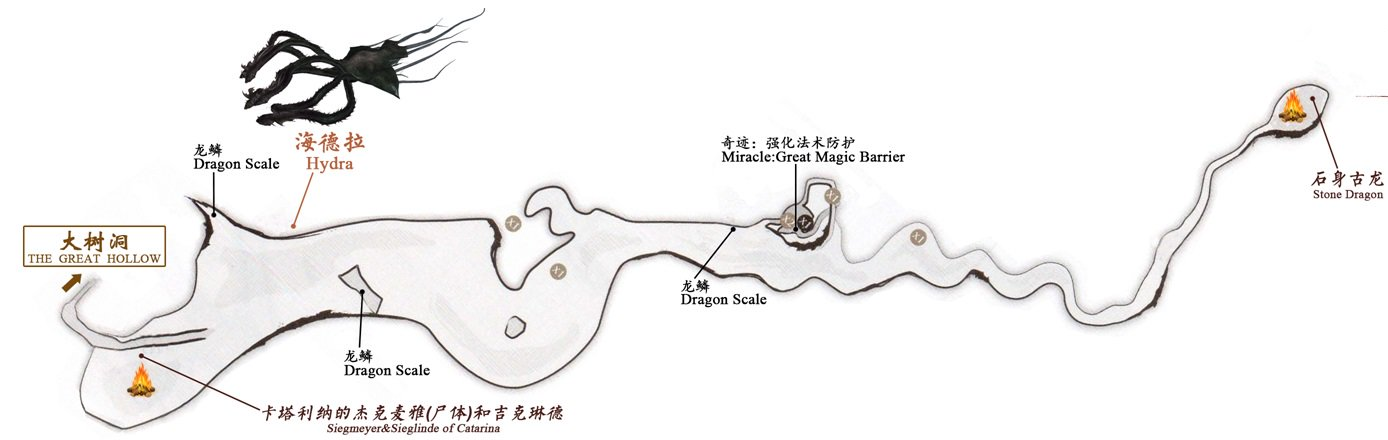 龙鳞
Dragon Scale
海德拉
Hydra
奇迹：强化法术防护
Miracle:Great Magic Barrier
石身古龙
Stone Dragon
大树洞
THE GREAT HOLLOW
龙鳞
Dragon Scale
龙鳞
Dragon Scale
卡塔利纳的杰克麦雅(尸体)和吉克琳德
Siegmeyer&Sieglinde of Catarina